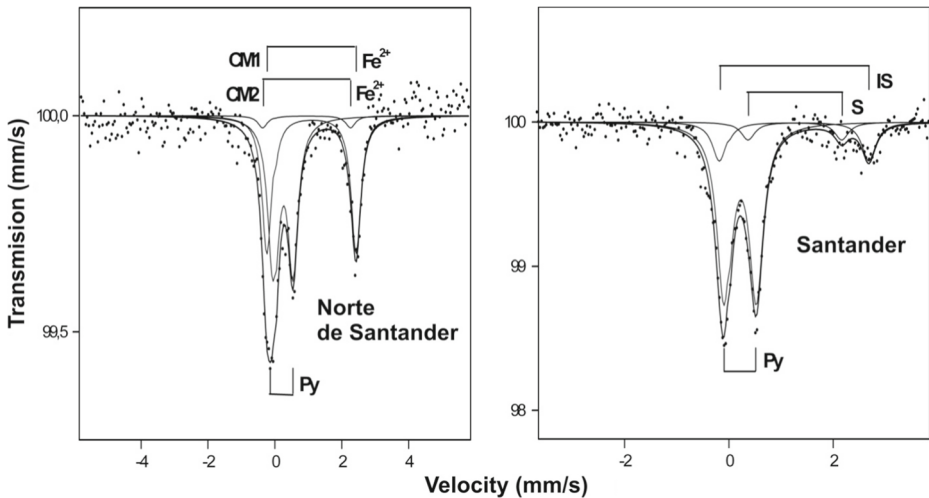 Transmision (mm/s)
CM1 Fe²⁺
CM2 Fe²⁺
100,0
99,5
Norte
de Santander
Py
-4 -2 0 2 4
IS
S
100
99
98
Santander
Py
-2 0 2
Velocity (mm/s)